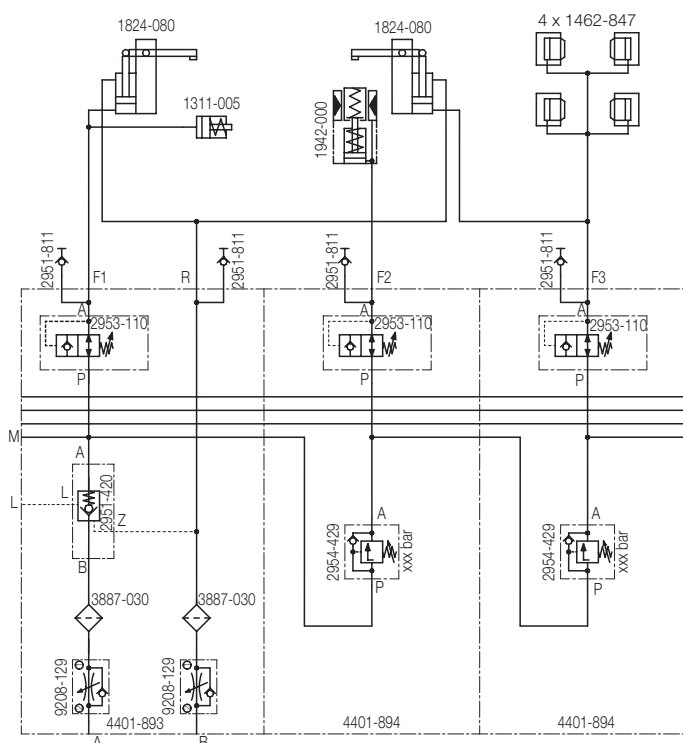 1824-080
1824-080
4 x 1462-847
1311-005
1942-000
2951-811
F1
R
2951-811
2951-811
F2
2951-811
F3
A
2953-110
P
A
2953-110
P
A
2953-110
P
M
A
L
L
2951-420
Z
B
2954-429
A
xxx bar
P
2954-429
A
xxx bar
P
3887-030
3887-030
9208-129
9208-129
4401-893
4401-894
4401-894
A
B